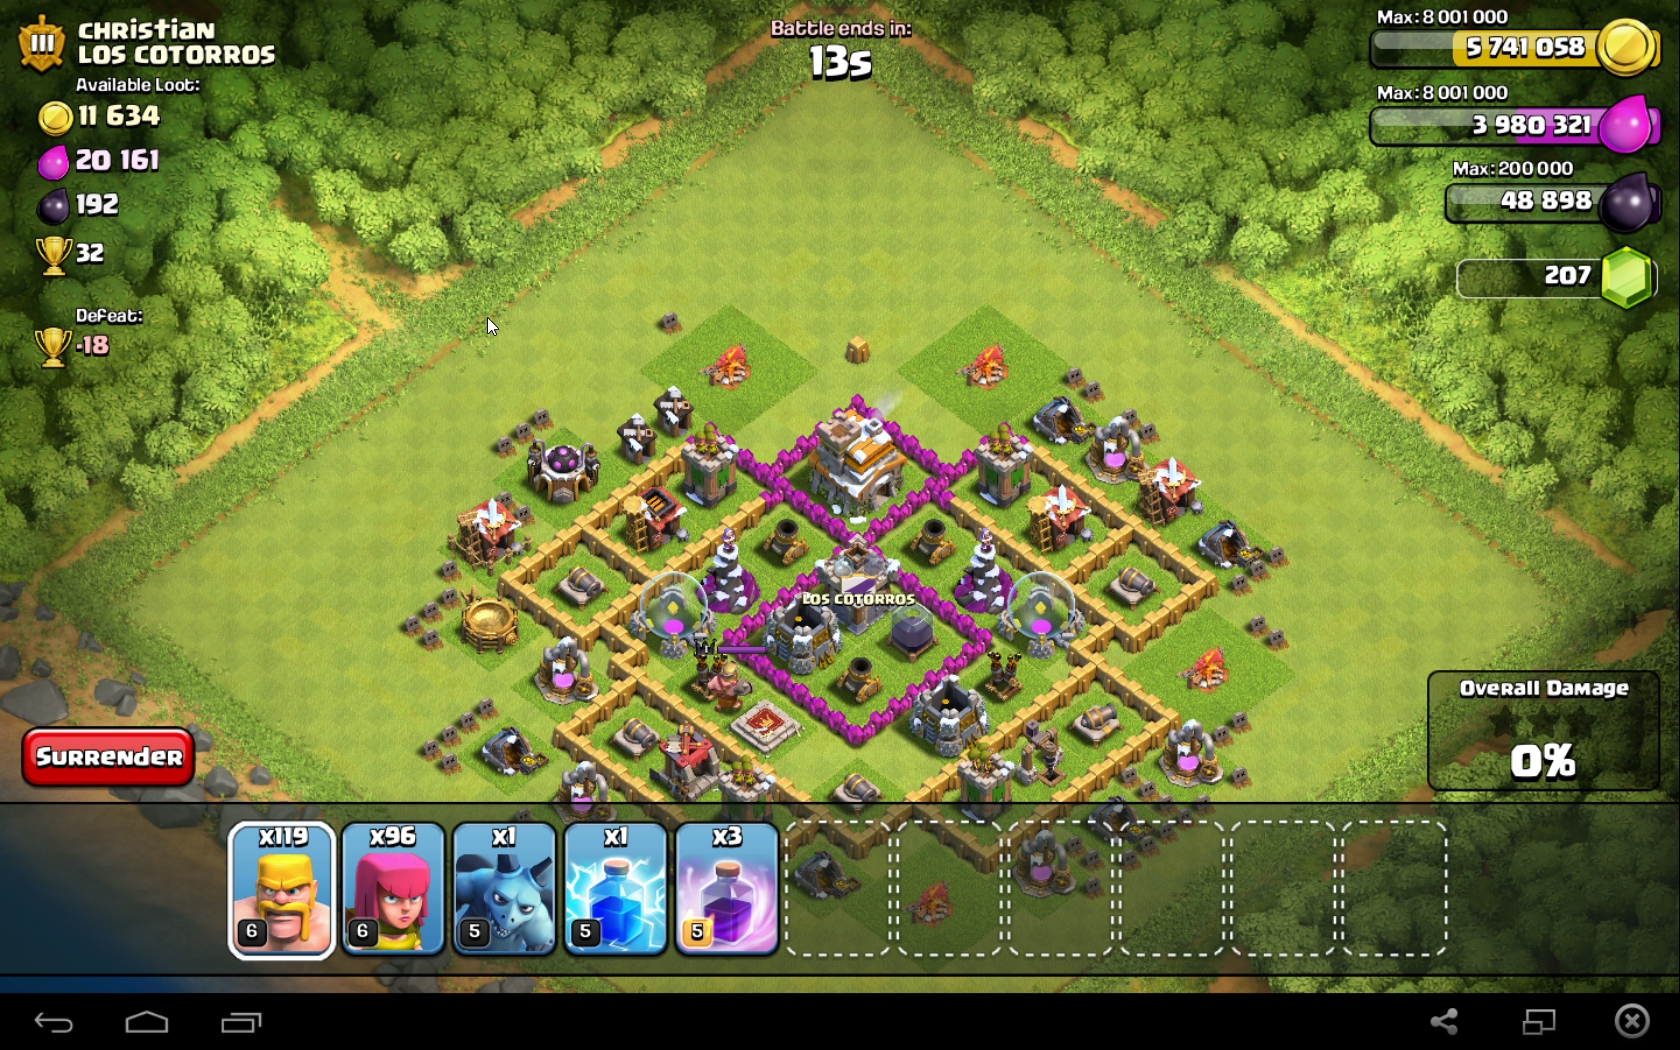 III
christian
LOS COTORROS
Available Loot:
11 634
20 161
192
32
Defeat:
-18
Battle ends in:
13s
Max: 8 001 000
5 741 058
Max: 8 001 000
3 980 321
Max: 200 000
48 898
207
LOS COTORROS
Surrender
Overall Damage
0%
x119
6
x96
6
x1
5
x1
5
x3
5